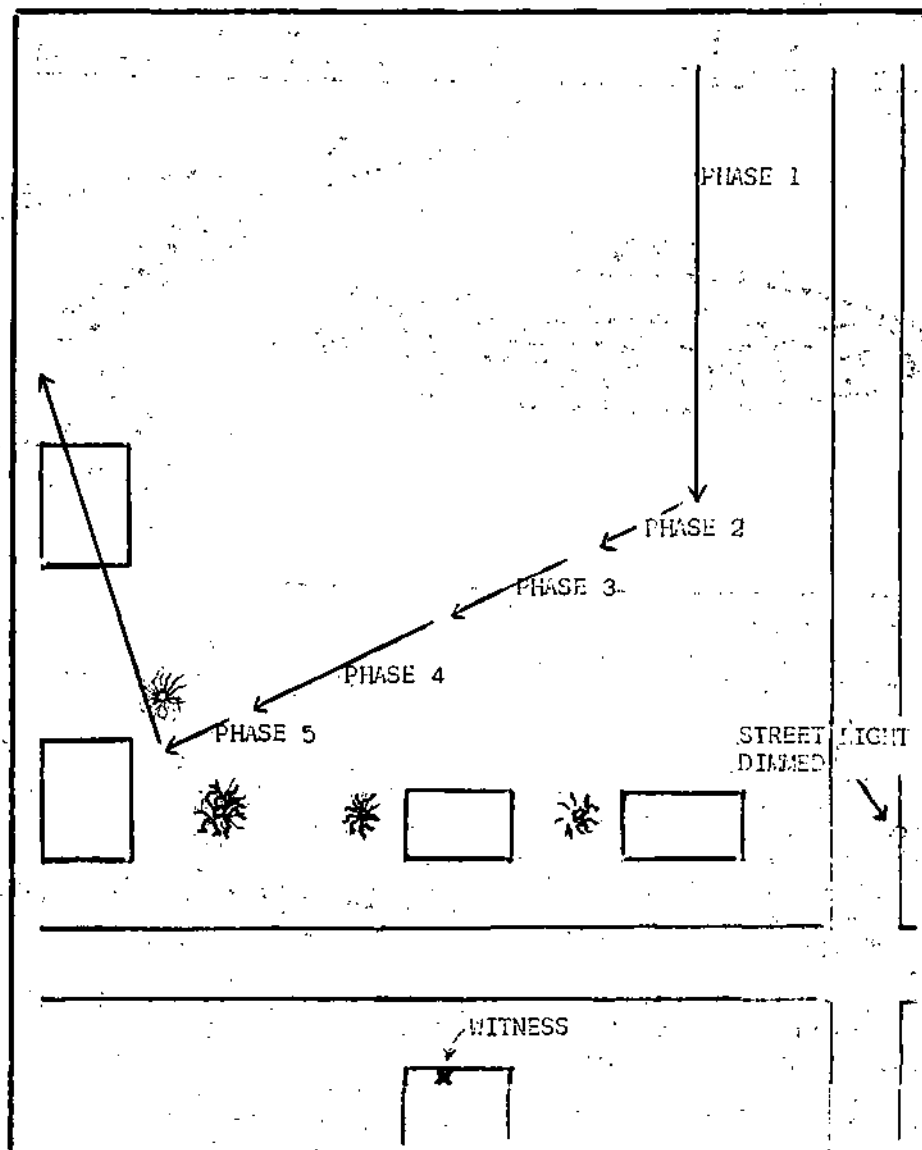 PHASE 1
PHASE 2
PHASE 3
PHASE 4
PHASE 5
STREET LIGHT
DIMMED
WITNESS
X